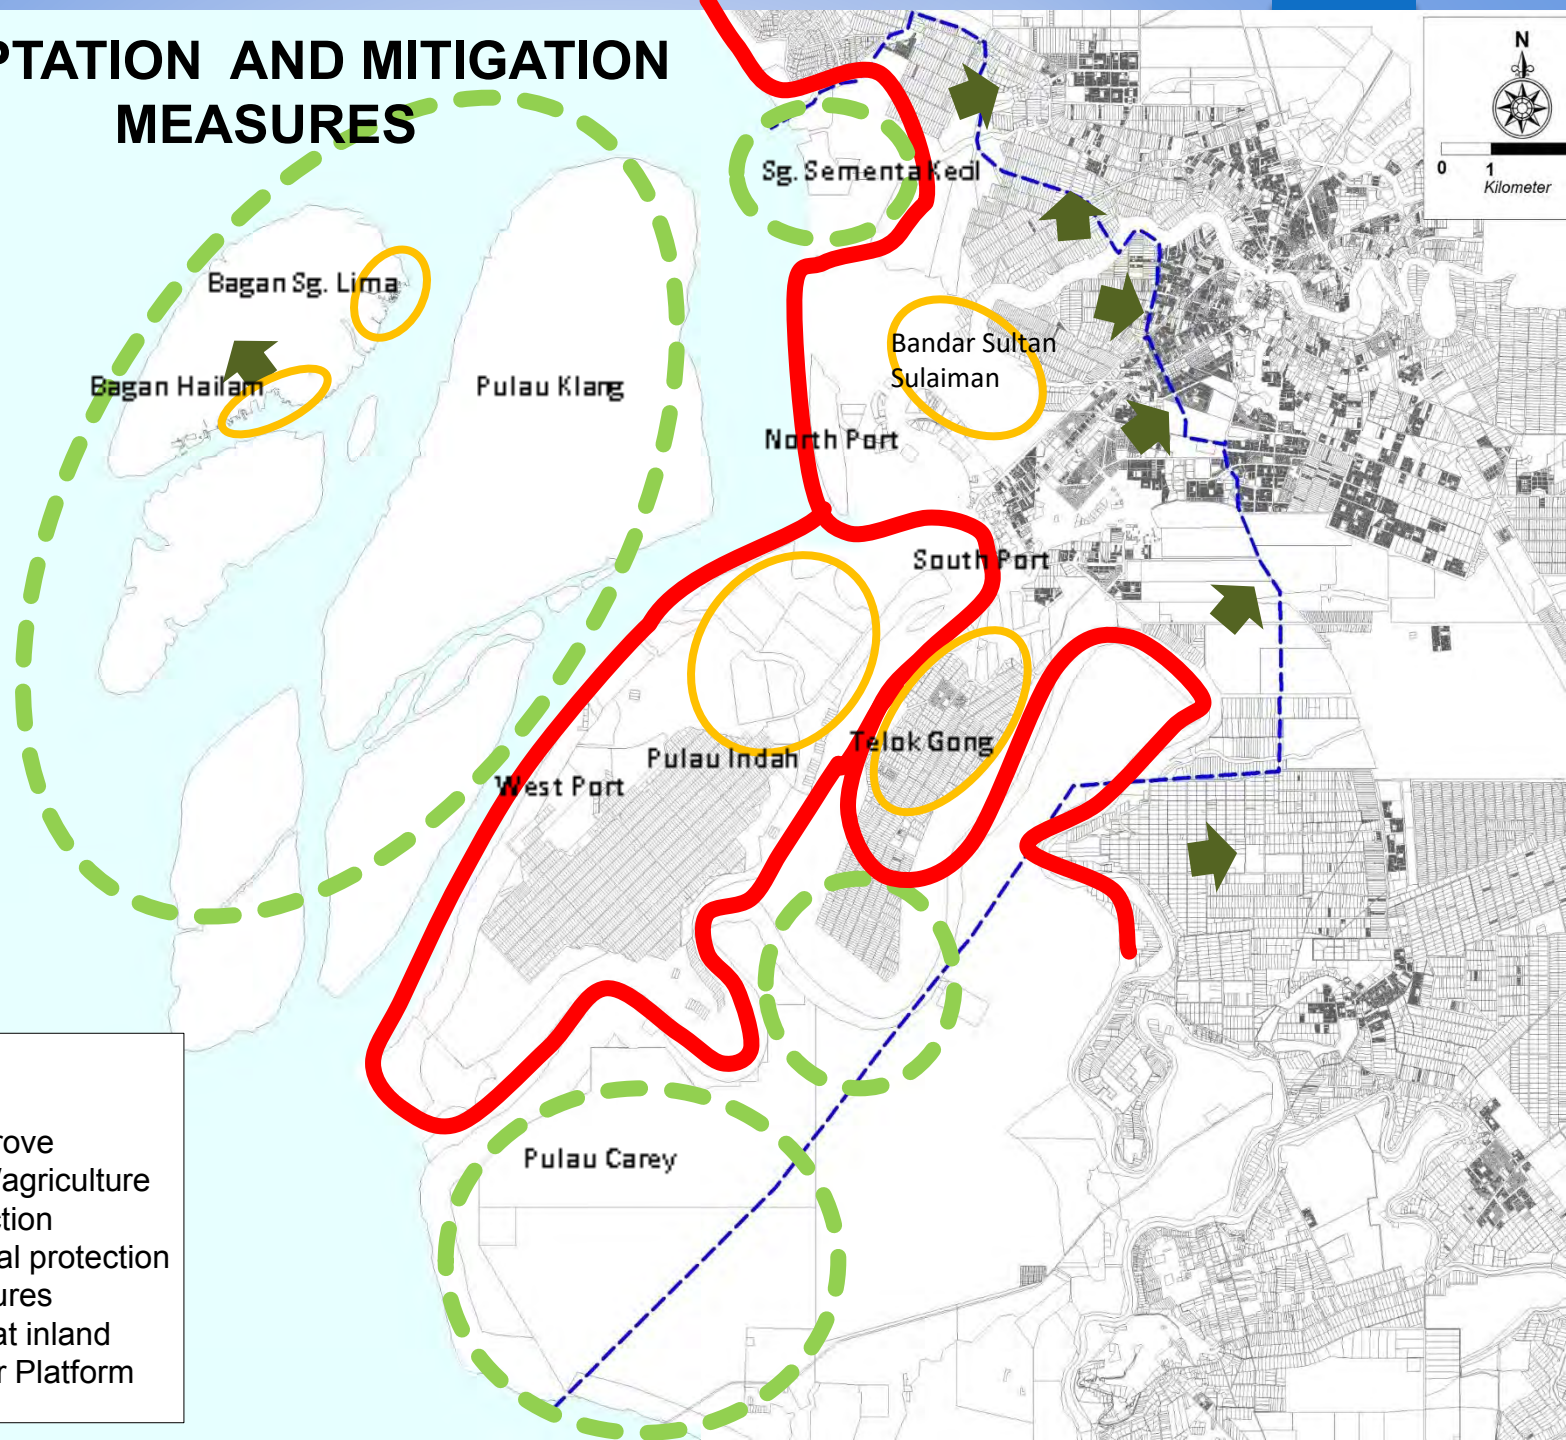 PTATION AND MITIGATION
MEASURES
N
0 1
Kilometer
Sg. Sementa Kecil
Bagan Sg. Lima
Bagan Hailam
Pulau Klang
Bandar Sultan
Sulaiman
North Port
South Port
Telok Gong
Pulau Indah
West Port
Pulau Carey
rove
/agriculture
ction
al protection
ures
at inland
r Platform